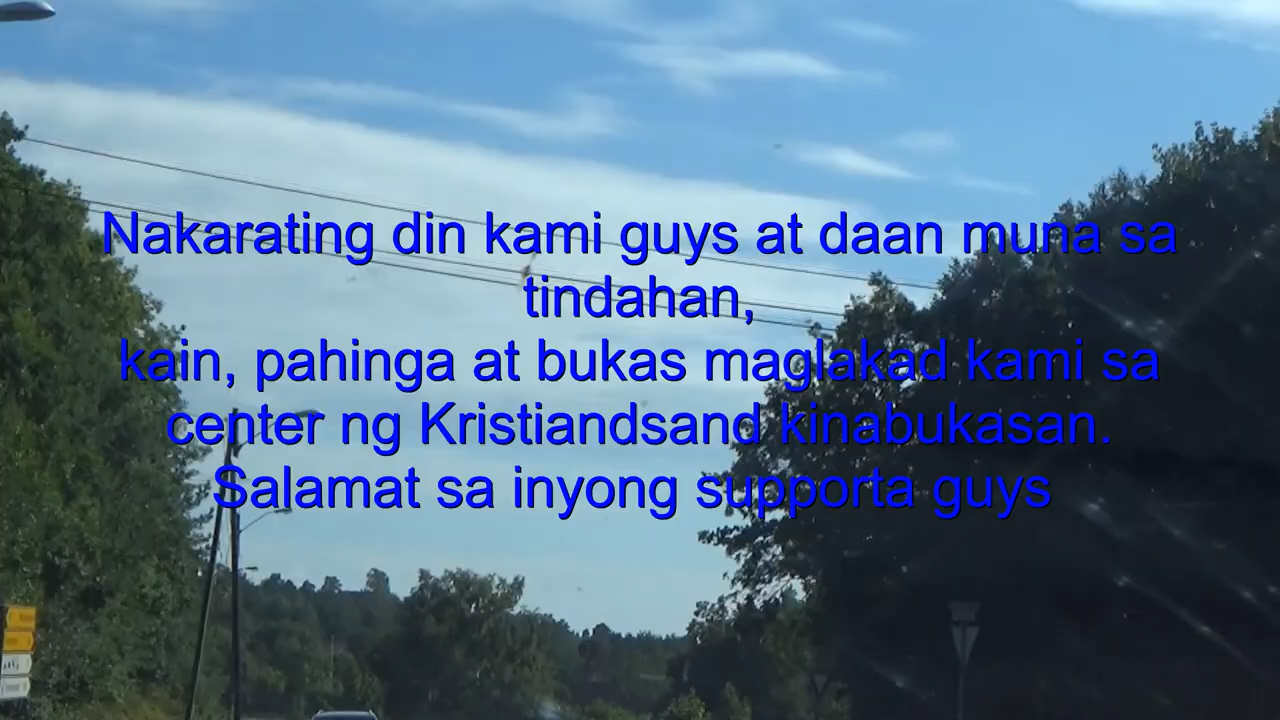 Nakarating din kami guys at daan muna sa
tindahan,
kain, pahinga at bukas maglakad kami sa
center ng Kristiandsand kinabukasan.
Salamat sa inyong supporta guys